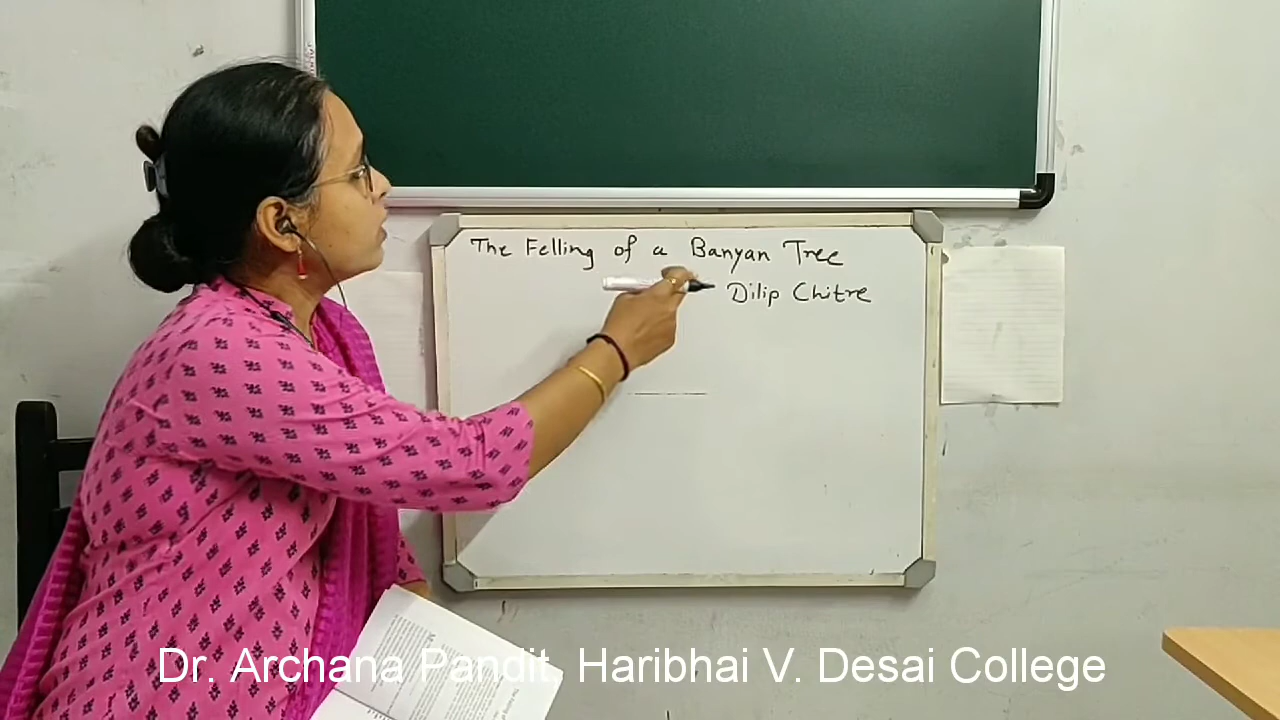 The Felling of a Banyan Tree
Dilip Chitre
Dr. Archana Pandit. Haribhai V. Desai College